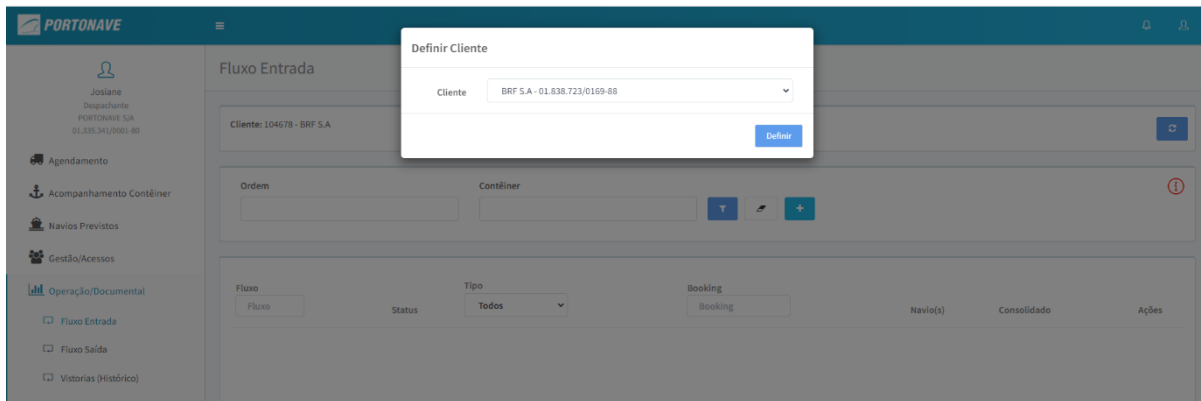 PORTONAVE
Josiane
Despachante
PORTONAVE S/A
01.335.341/0001-80
Agendamento
Acompanhamento Contêiner
Navios Previstos
Gestão/Acessos
Operação/Documental
Fluxo Entrada
Fluxo Saída
Vistorias (Histórico)
Fluxo Entrada
Definir Cliente
Cliente BRF S.A - 01.838.723/0169-88
Definir
Cliente: 104678 - BRF S.A
Ordem Contêiner
Fluxo Tipo Booking
Fluxo Status Todos Booking Navio(s) Consolidado Ações